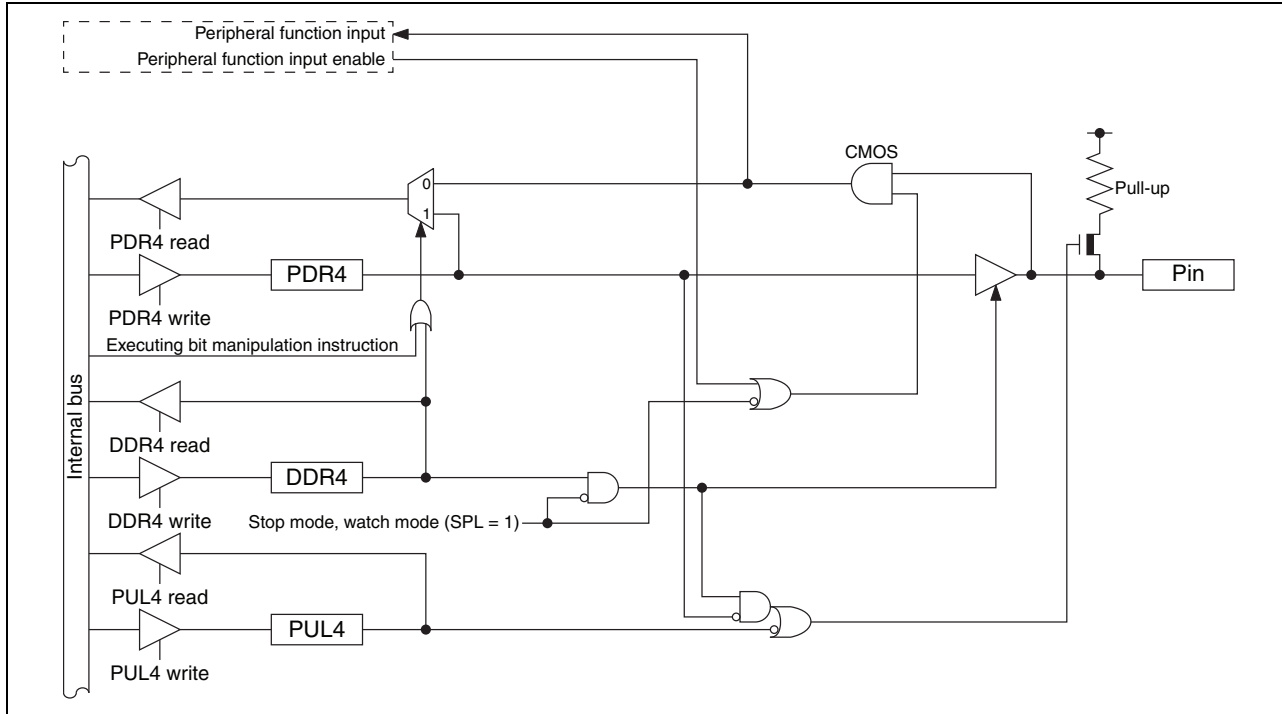 Peripheral function input
Peripheral function input enable
CMOS
Pull-up
0
1
PDR4 read
PDR4
Pin
PDR4 write
Executing bit manipulation instruction
Internal bus
DDR4 read
DDR4
DDR4 write
Stop mode, watch mode (SPL = 1)
PUL4 read
PUL4
PUL4 write